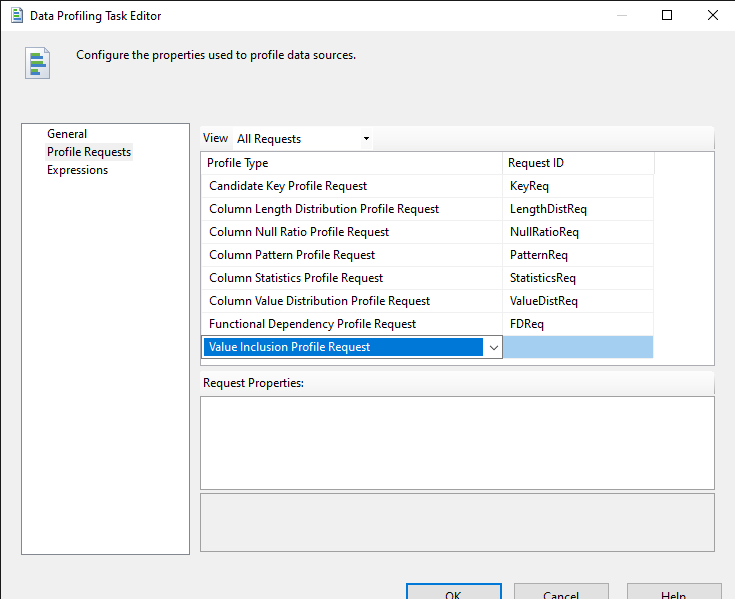 Data Profiling Task Editor
Configure the properties used to profile data sources.
General
Profile Requests
Expressions
View All Requests
Profile Type Request ID
Candidate Key Profile Request KeyReq
Column Length Distribution Profile Request LengthDistReq
Column Null Ratio Profile Request NullRatioReq
Column Pattern Profile Request PatternReq
Column Statistics Profile Request StatisticsReq
Column Value Distribution Profile Request ValueDistReq
Functional Dependency Profile Request FDReq
Value Inclusion Profile Request
Request Properties:
OK Cancel Help